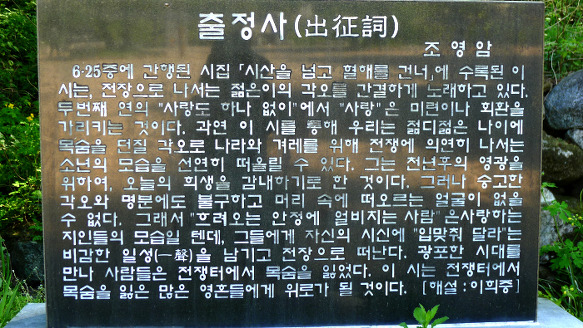 출정사(出征詞)
조영암
6·25중에 간행된 시집 「시산을 넘고 혈해를 건너」에 수록된 이
시는, 전장으로 나서는 젊은이의 각오를 간결하게 노래하고 있다.
두번째 연의 "사랑도 하나 없이"에서 "사랑"은 미련이나 회환을
가리키는 것이다. 과연 이 시를 통해 우리는 젊디젊은 나이에
목숨을 던질 각오로 나라와 겨레를 위해 전쟁에 의연히 나서는
소년의 모습을 선연히 떠올릴 수 있다. 그는 천년후의 영광을
위하여, 오늘의 희생을 감내하기로 한 것이다. 그러나 숭고한
각오와 명분에도 불구하고 머리 속에 떠오르는 얼굴이 없을
수 없다. 그래서 "흐려오는 안정에 얼비치는 사람" 은사랑하는
지인들의 모습일 텐데, 그들에게 자신의 시신에 "입맞춰 달라"는
비감한 일성(一聲)을 남기고 전장으로 떠난다. 광포한 시대를
만나 사람들은 전쟁터에서 목숨을 잃었다. 이 시는 전쟁터에서
목숨을 잃은 많은 영혼들에게 위로가 될 것이다. [해설:이희중]